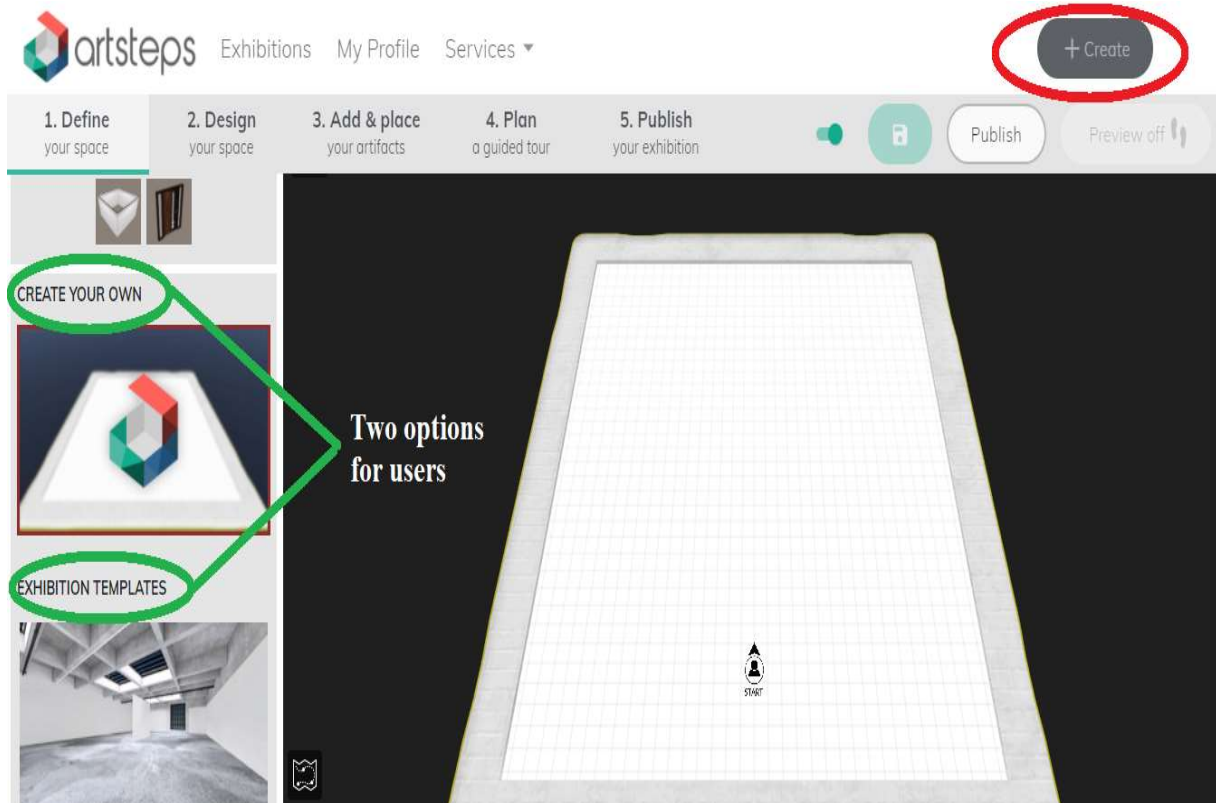 artsteps Exhibitions My Profile Services
+ Create
1. Define
your space
2. Design
your space
3. Add & place
your artifacts
4. Plan
a guided tour
5. Publish
your exhibition
Publish
Preview off
CREATE YOUR OWN
Two options
for users
EXHIBITION TEMPLATES
START